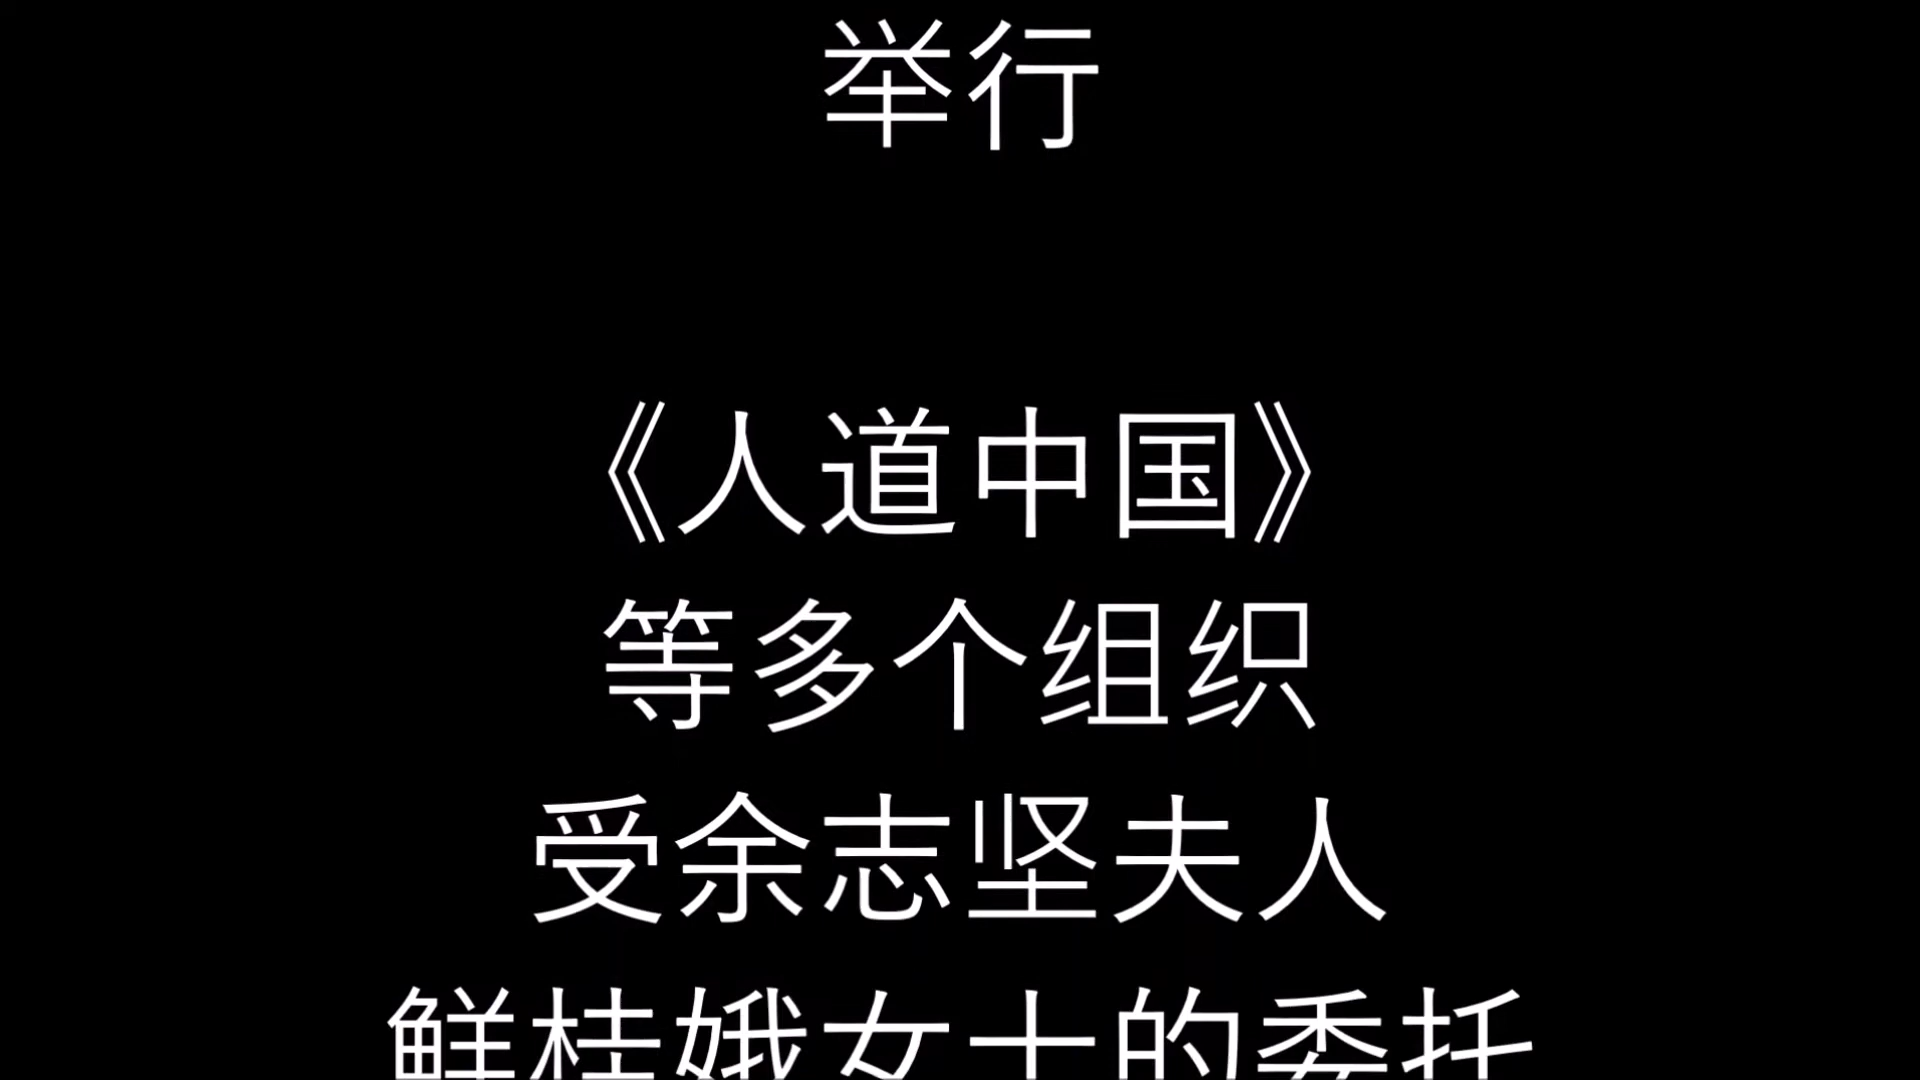 举行
《人道中国》
等多个组织
受余志坚夫人
鲜桂娥女士的委托